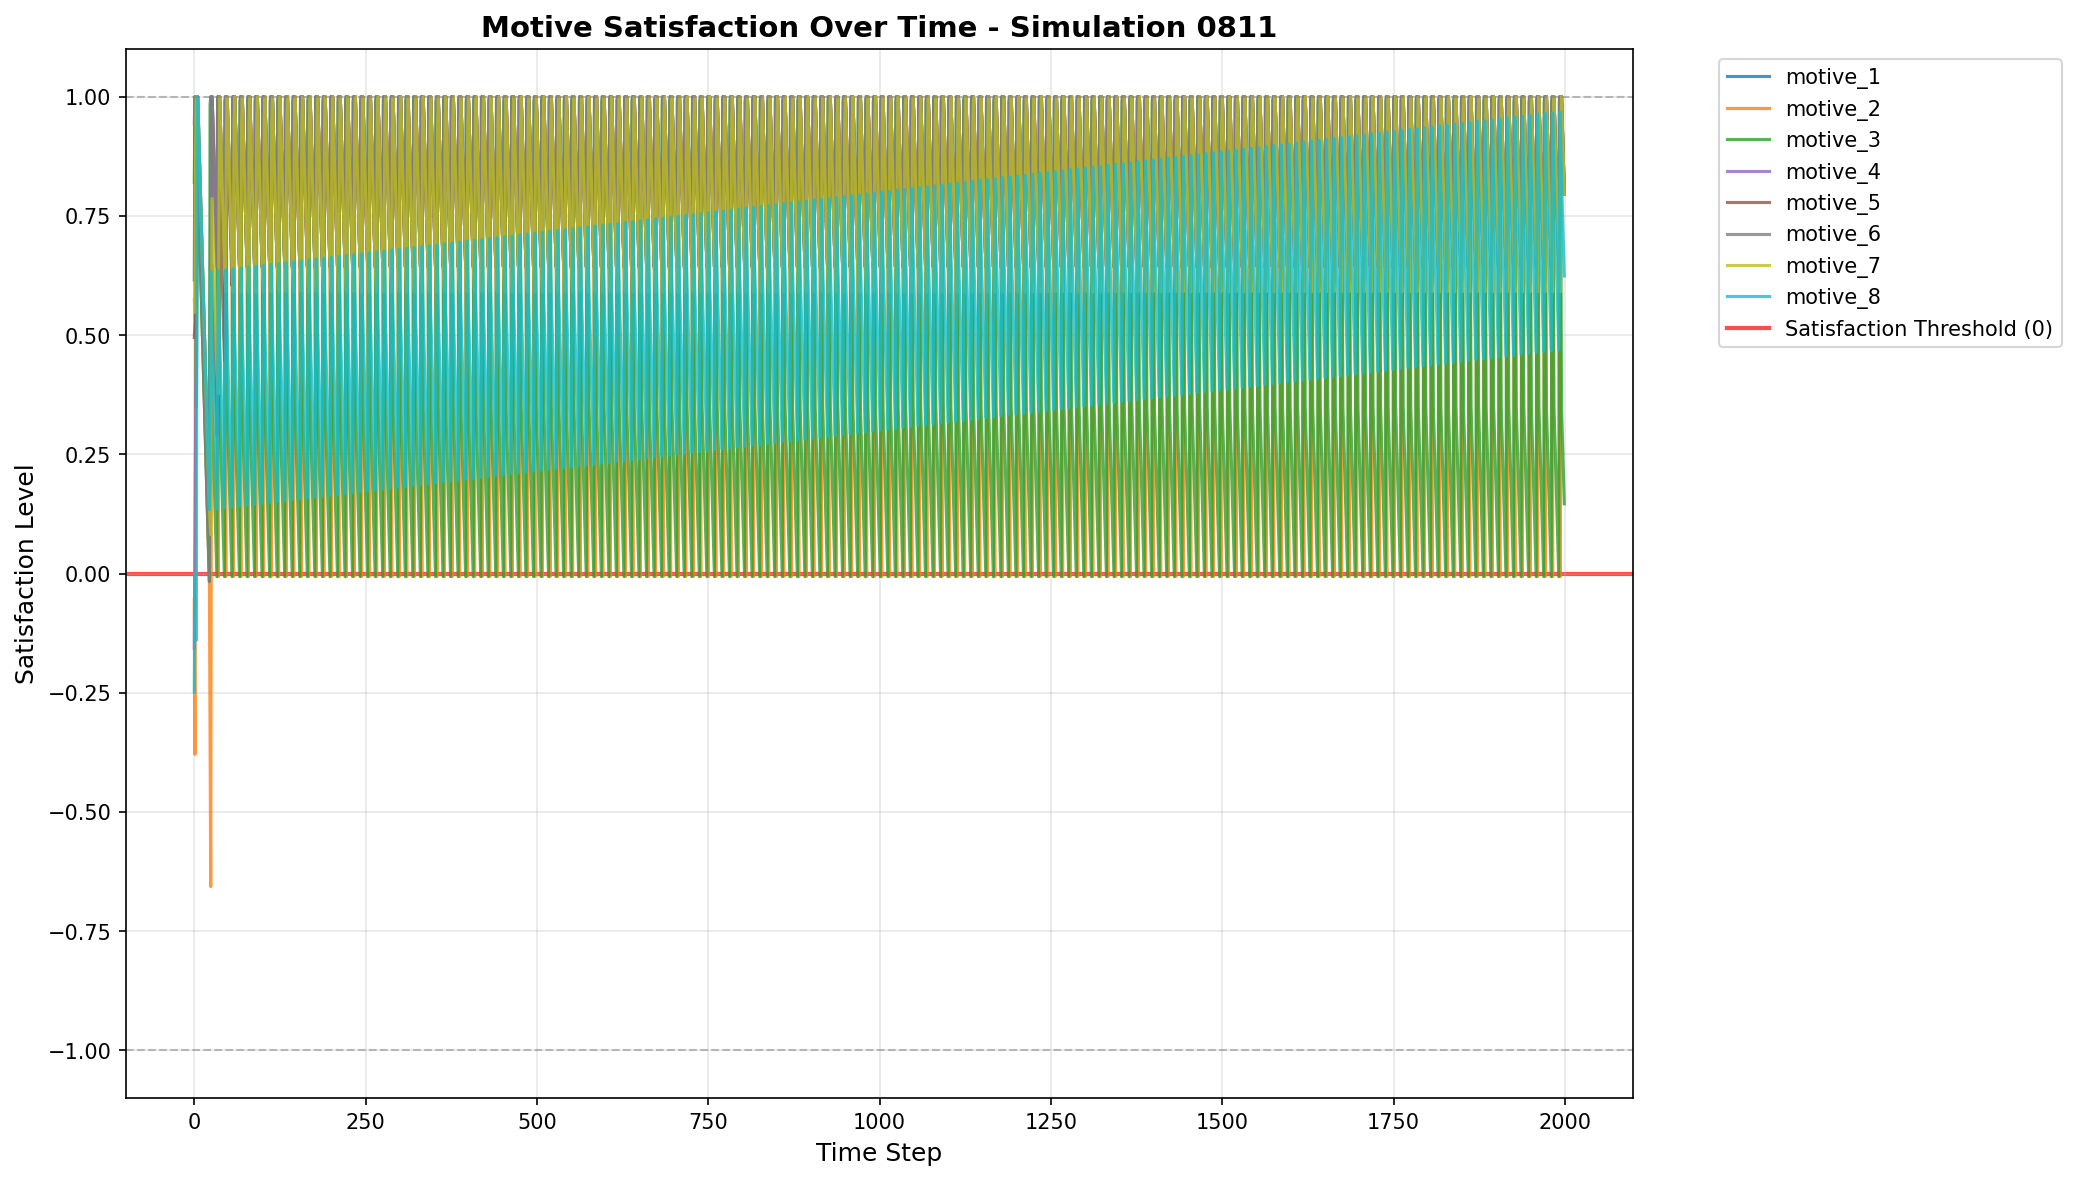 Motive Satisfaction Over Time - Simulation 0811
1.00
0.75
0.50
0.25
0.00
−0.25
−0.50
−0.75
−1.00
Satisfaction Level
0 250 500 750 1000 1250 1500 1750 2000
Time Step
motive_1
motive_2
motive_3
motive_4
motive_5
motive_6
motive_7
motive_8
Satisfaction Threshold (0)